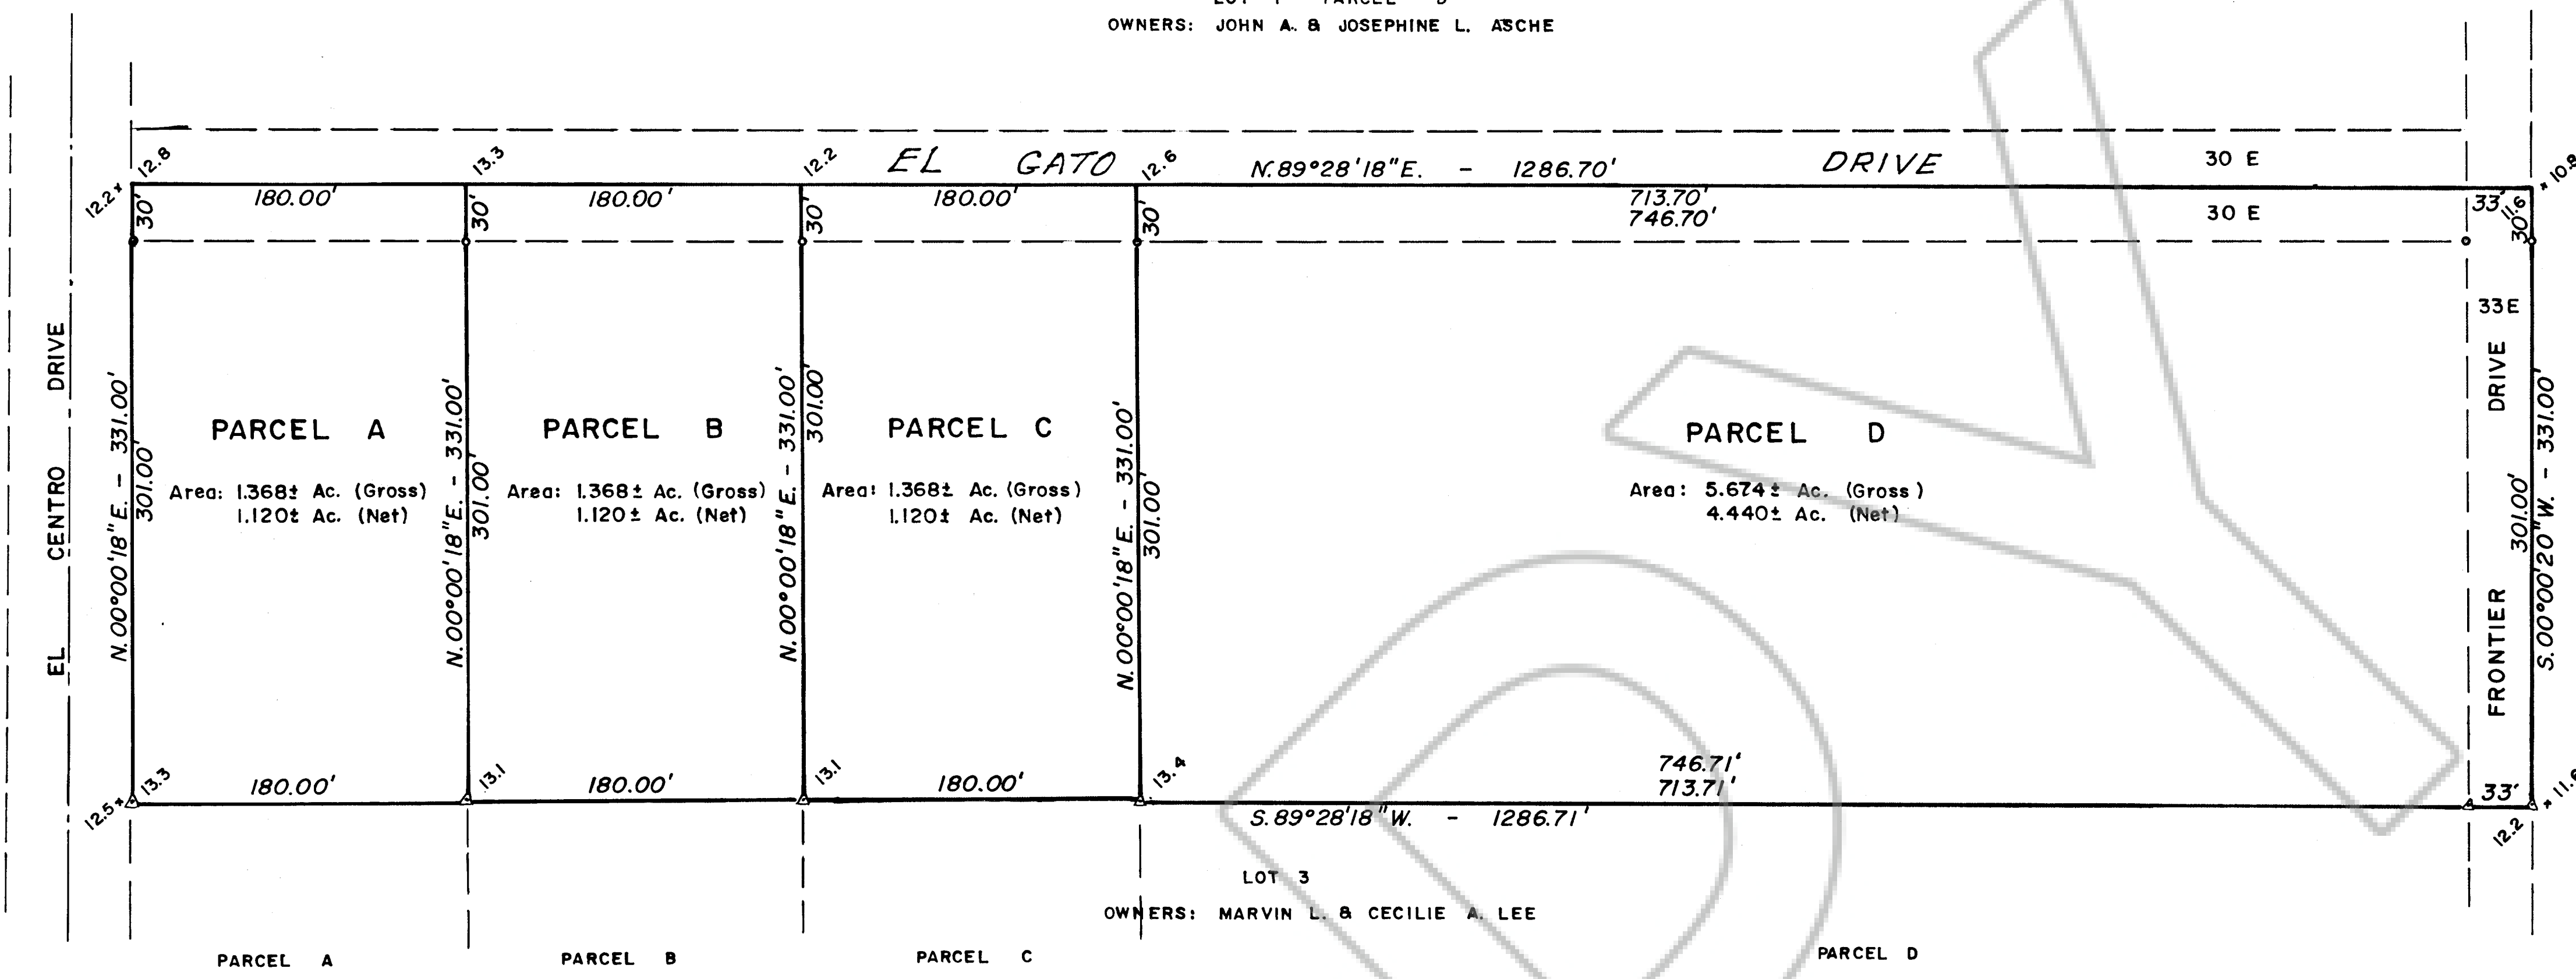 OWNERS: JOHN A. & JOSEPHINE L. ASCHE
EL GATO DRIVE
N.89°28'18"E. - 1286.70'
30 E
12.2
12.8
13.3
12.2
12.6
10.8
180.00'
180.00'
180.00'
713.70'
746.70'
30 E
33'
11.6
30'
30'
30'
30'
30'
33E
EL CENTRO DRIVE
N.00°00'18"E. - 331.00'
301.00'
PARCEL A
Area: 1.368± Ac. (Gross)
1.120± Ac. (Net)
N.00°00'18"E. - 331.00'
301.00'
PARCEL B
Area: 1.368± Ac. (Gross)
1.120± Ac. (Net)
N.00°00'18"E. - 331.00'
301.00'
PARCEL C
Area: 1.368± Ac. (Gross)
1.120± Ac. (Net)
N.00°00'18"E. - 331.00'
301.00'
PARCEL D
Area: 5.674± Ac. (Gross)
4.440± Ac. (Net)
FRONTIER DRIVE
301.00'
S.00°00'20"W. - 331.00'
12.5
13.3
180.00'
13.1
180.00'
13.1
180.00'
13.4
746.71'
713.71'
33'
12.2
S.89°28'18"W. - 1286.71'
LOT 3
OWNERS: MARVIN L. & CECILIE A. LEE
PARCEL A
PARCEL B
PARCEL C
PARCEL D